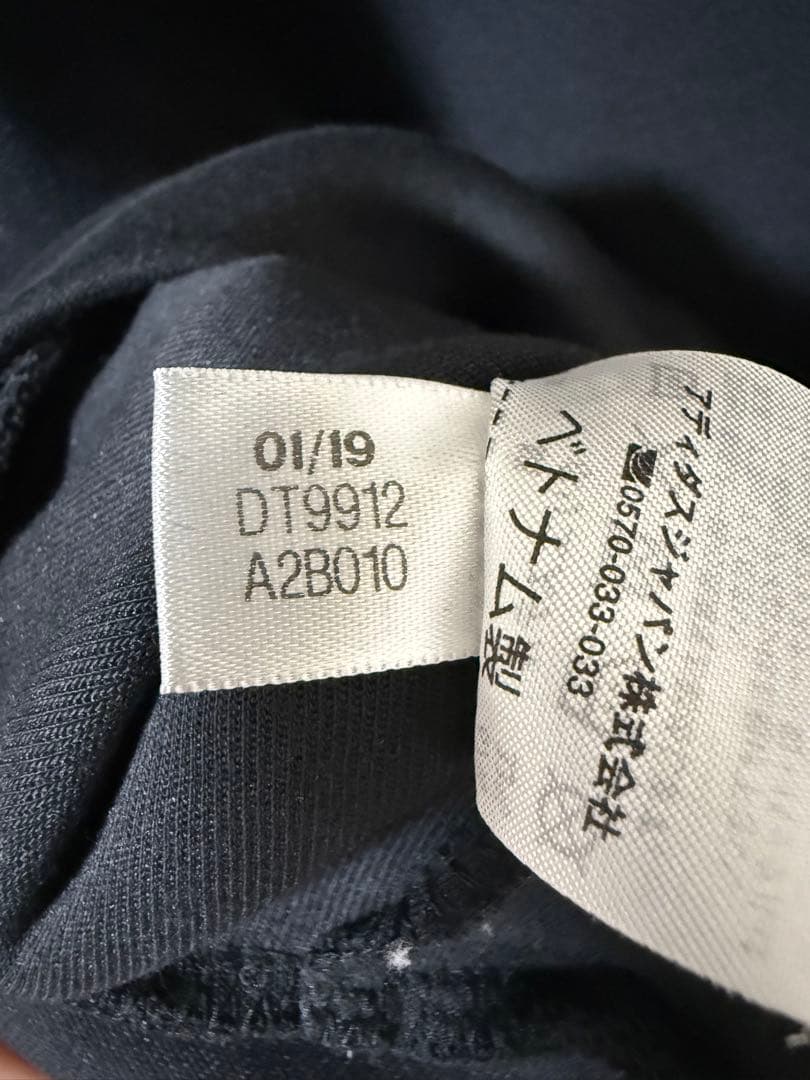 01/19
DT9912
A2B010
アディダスジャパン株式会社
0570-033-033
ベトナム製